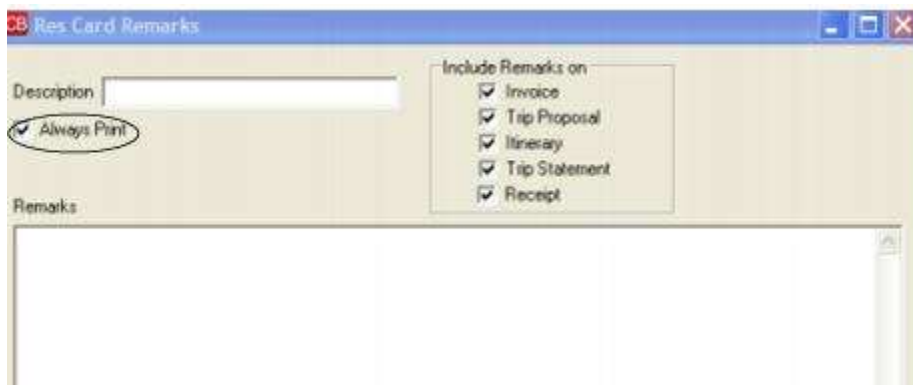 CB Res Card Remarks
Description
Always Print
Include Remarks on
Invoice
Trip Proposal
Itinerary
Trip Statement
Receipt
Remarks